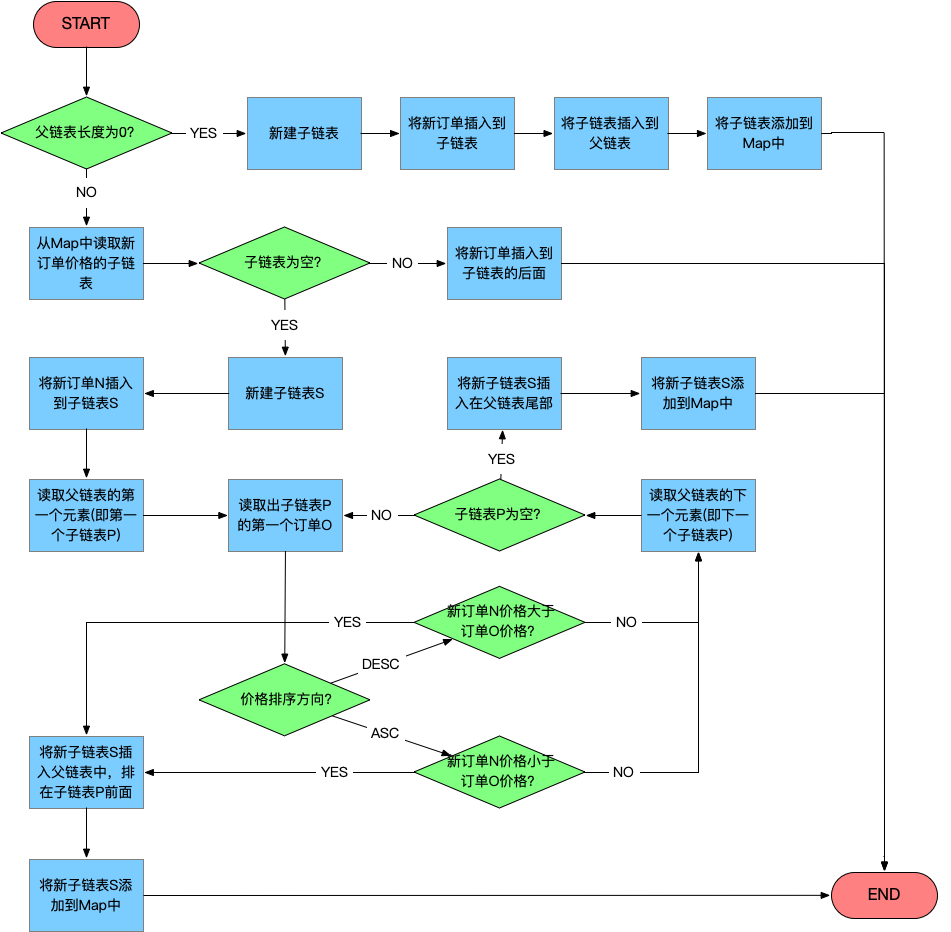 START
父链表长度为0?
YES
新建子链表
将新订单插入到
子链表
将子链表插入到
父链表
将子链表添加到
Map中
NO
从Map中读取新
订单价格的子链
表
子链表为空?
NO
将新订单插入到
子链表的后面
YES
将新订单N插入
到子链表S
新建子链表S
将新子链表S插
入在父链表尾部
将新子链表S添
加到Map中
YES
读取父链表的第
一个元素(即第一
个子链表P)
读取出子链表P
的第一个订单O
NO
子链表P为空?
读取父链表的下
一个元素(即下一
个子链表P)
YES
新订单N价格大于
订单O价格?
NO
DESC
价格排序方向?
ASC
将新子链表S插
入父链表中，排
在子链表P前面
YES
新订单N价格小于
订单O价格?
NO
将新子链表S添
加到Map中
END